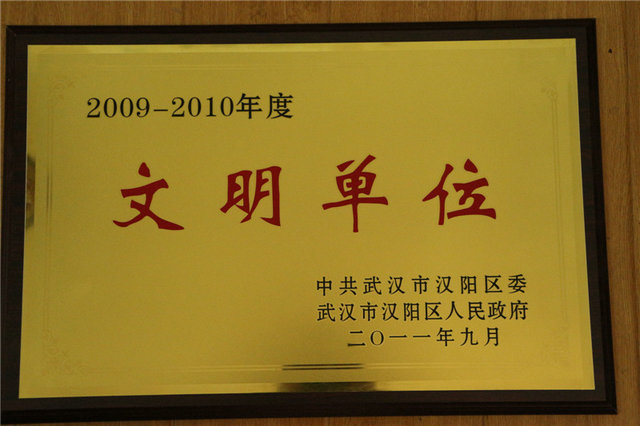 2009-2010年度
文明单位
中共武汉市汉阳区委
武汉市汉阳区人民政府
二〇一一年九月